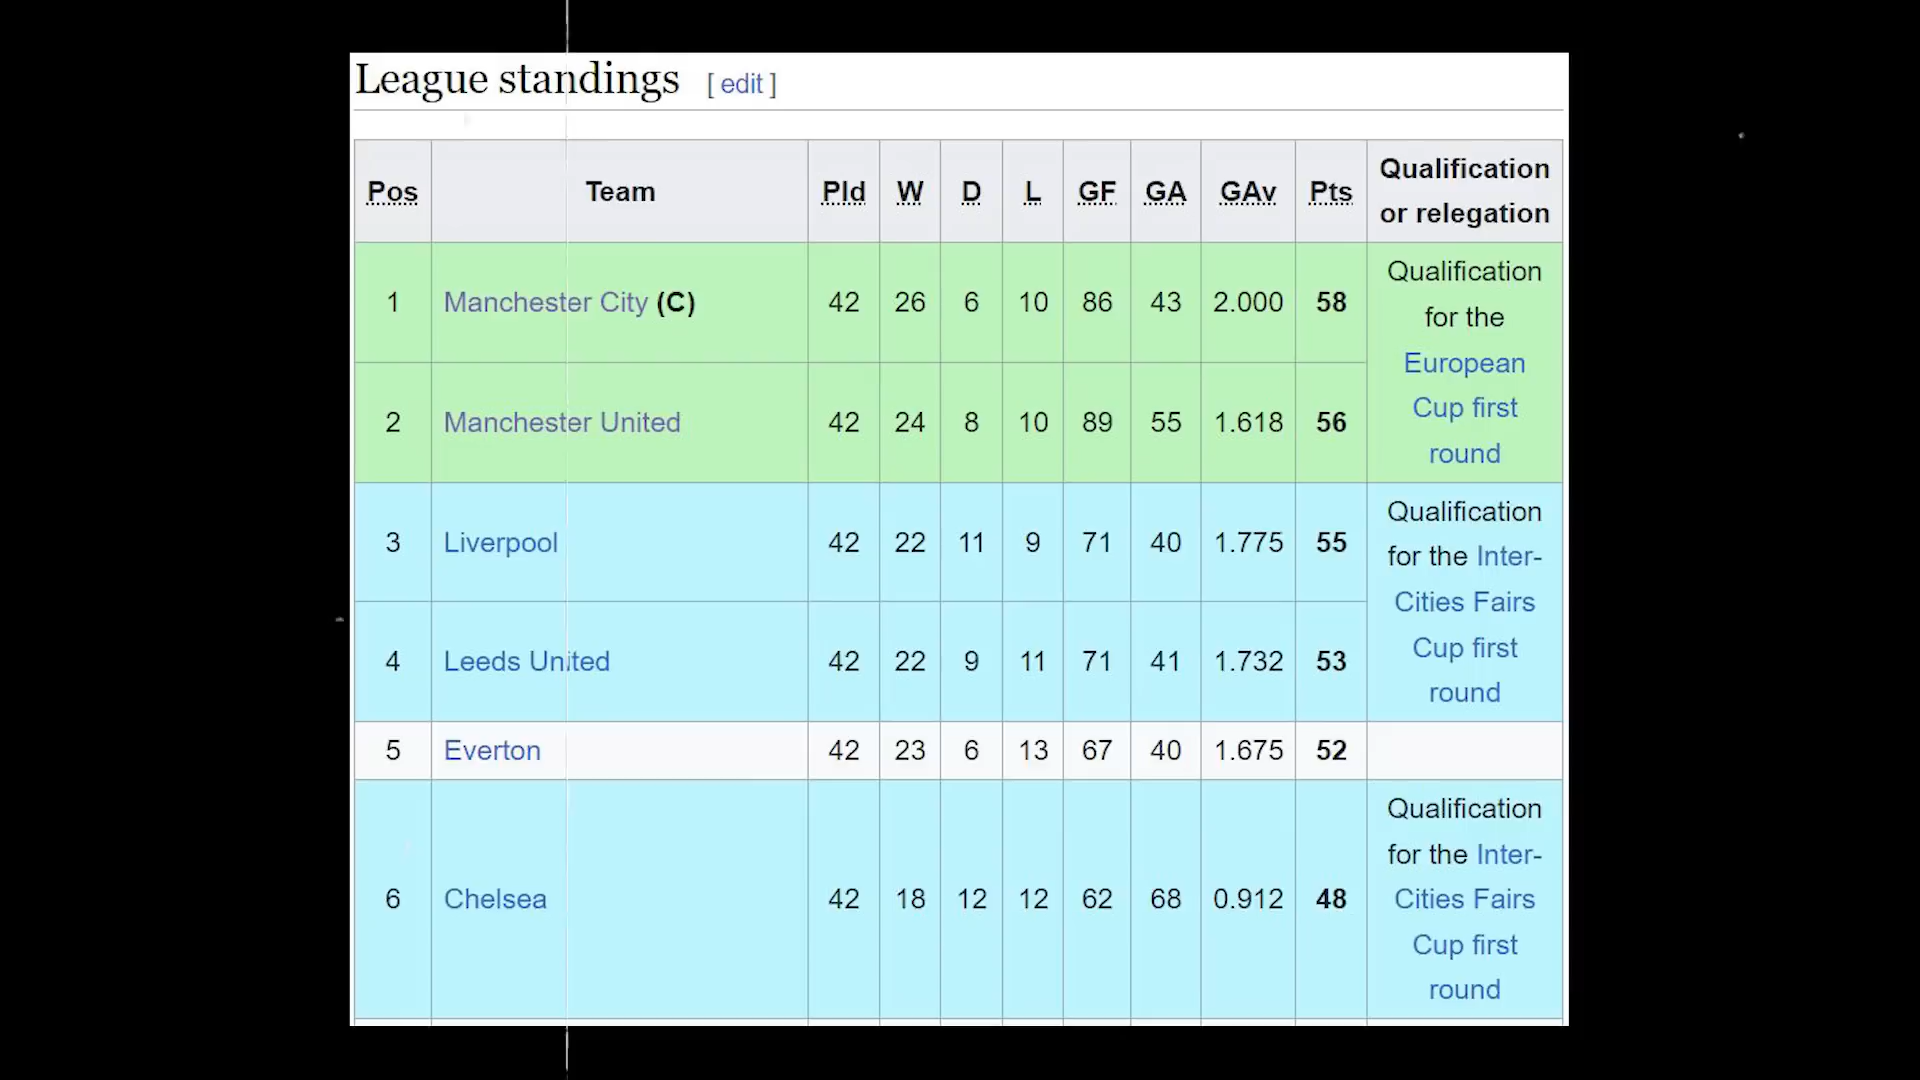 League standings [ edit ]
Pos Team Pld W D L GF GA GAv Pts Qualification or relegation
1 Manchester City (C) 42 26 6 10 86 43 2.000 58 Qualification for the European Cup first round
2 Manchester United 42 24 8 10 89 55 1.618 56
3 Liverpool 42 22 11 9 71 40 1.775 55 Qualification for the Inter-Cities Fairs Cup first round
4 Leeds United 42 22 9 11 71 41 1.732 53
5 Everton 42 23 6 13 67 40 1.675 52
6 Chelsea 42 18 12 12 62 68 0.912 48 Qualification for the Inter-Cities Fairs Cup first round